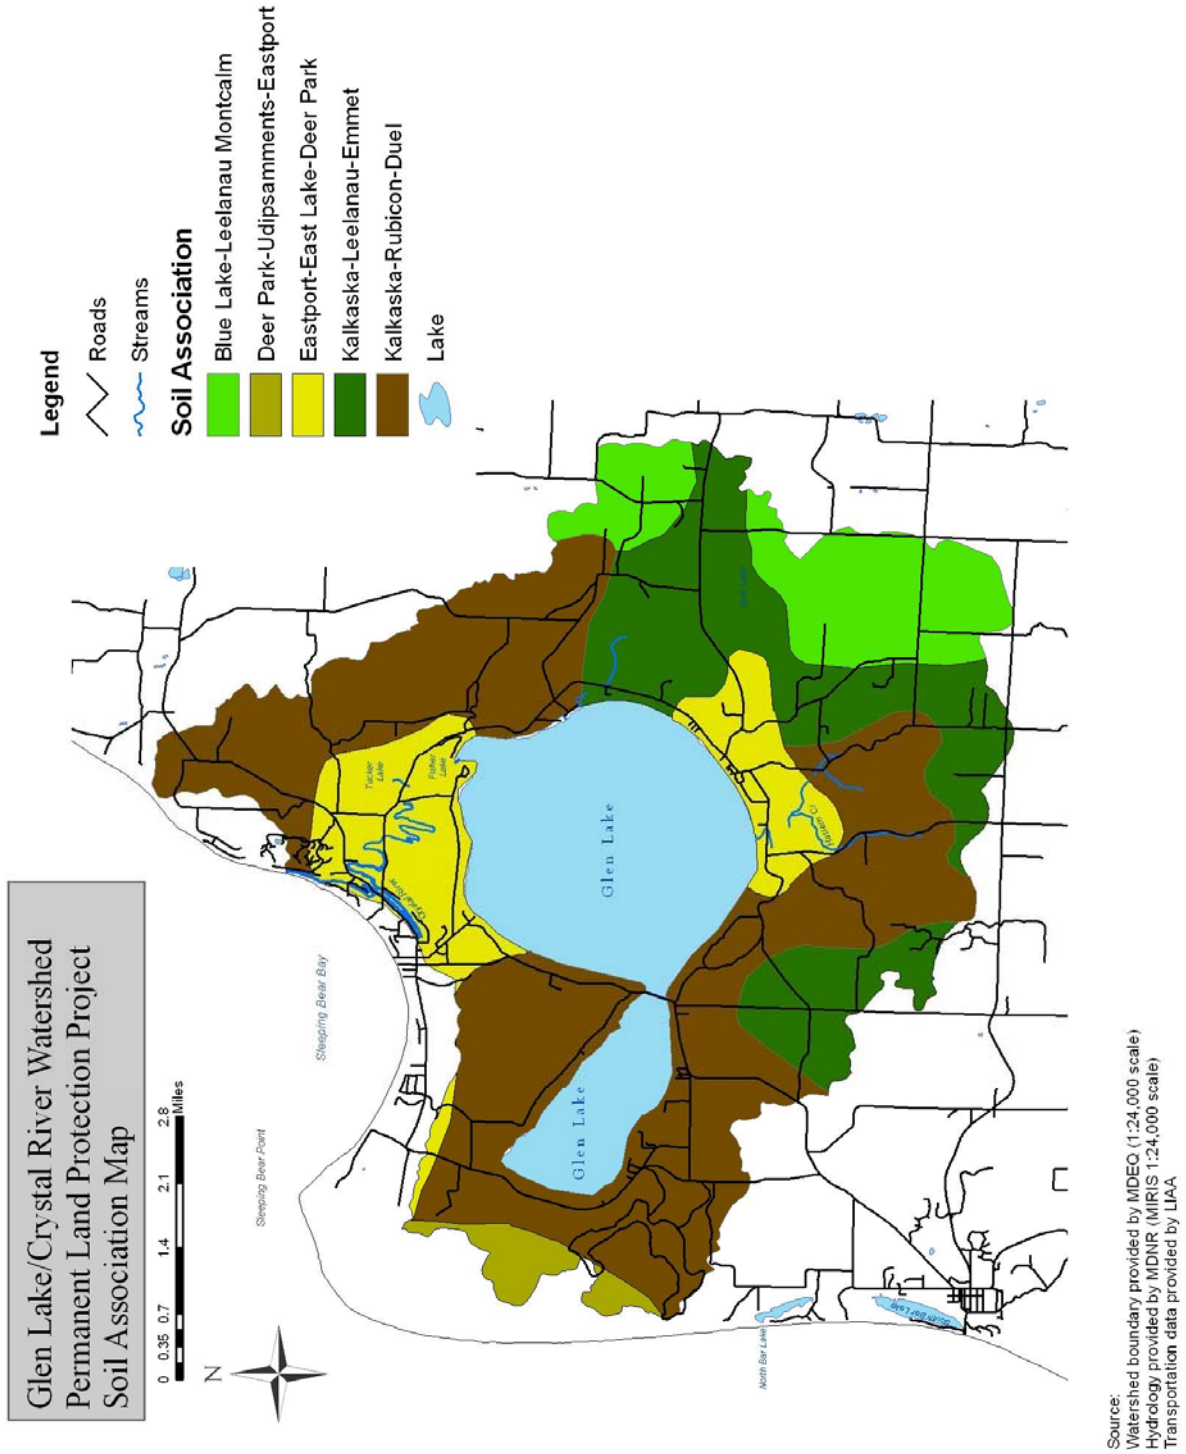 Glen Lake/Crystal River Watershed
Permanent Land Protection Project
Soil Association Map
0 0.35 0.7 1.4 2.1 2.8
Miles
N
Legend
Roads
Streams
Soil Association
Blue Lake-Leelanau Montcalm
Deer Park-Udipsamments-Eastport
Eastport-East Lake-Deer Park
Kalkaska-Leelanau-Emmet
Kalkaska-Rubicon-Duel
Lake
Sleeping Bear Point
Sleeping Bear Bay
Crystal River
Tucker
Lake
Fisher
Lake
Glen Lake
Glen Lake
Hatlem Cr
North Bar Lake
South Bar Lake
Source:
Watershed boundary provided by MDEQ (1:24,000 scale)
Hydrology provided by MDNR (MIRIS 1:24,000 scale)
Transportation data provided by LIAA